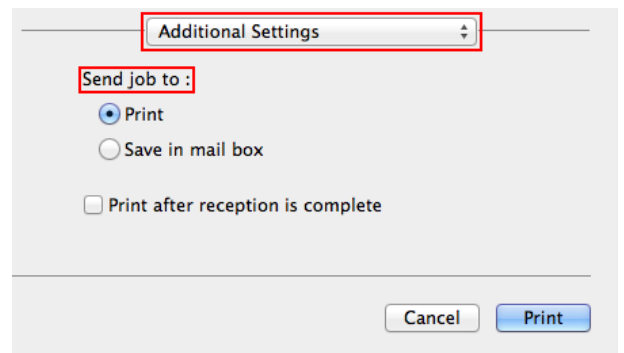 Additional Settings
Send job to :
Print
Save in mail box
Print after reception is complete
Cancel Print